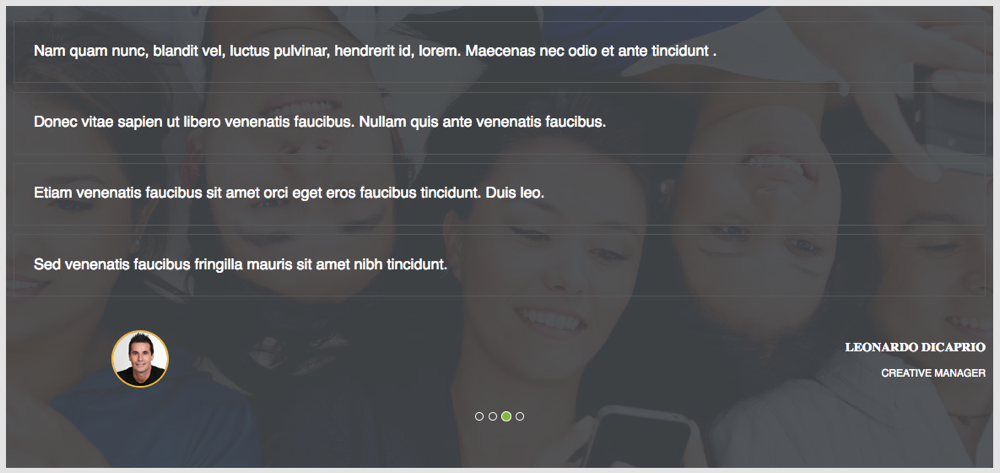 Nam quam nunc, blandit vel, luctus pulvinar, hendrerit id, lorem. Maecenas nec odio et ante tincidunt .
Donec vitae sapien ut libero venenatis faucibus. Nullam quis ante venenatis faucibus.
Etiam venenatis faucibus sit amet orci eget eros faucibus tincidunt. Duis leo.
Sed venenatis faucibus fringilla mauris sit amet nibh tincidunt.
LEONARDO DICAPRIO
CREATIVE MANAGER